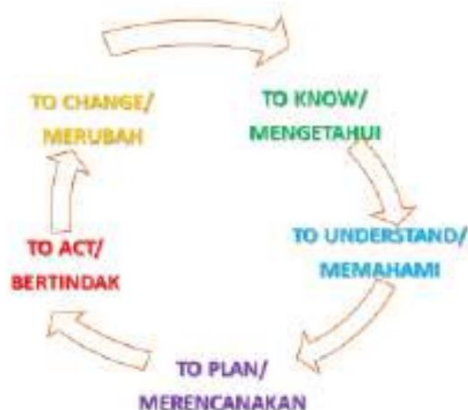 TO CHANGE/
MERUBAH
TO KNOW/
MENGETAHUI
TO UNDERSTAND/
MEMAHAMI
TO PLAN/
MERENCANAKAN
TO ACT/
BERTINDAK